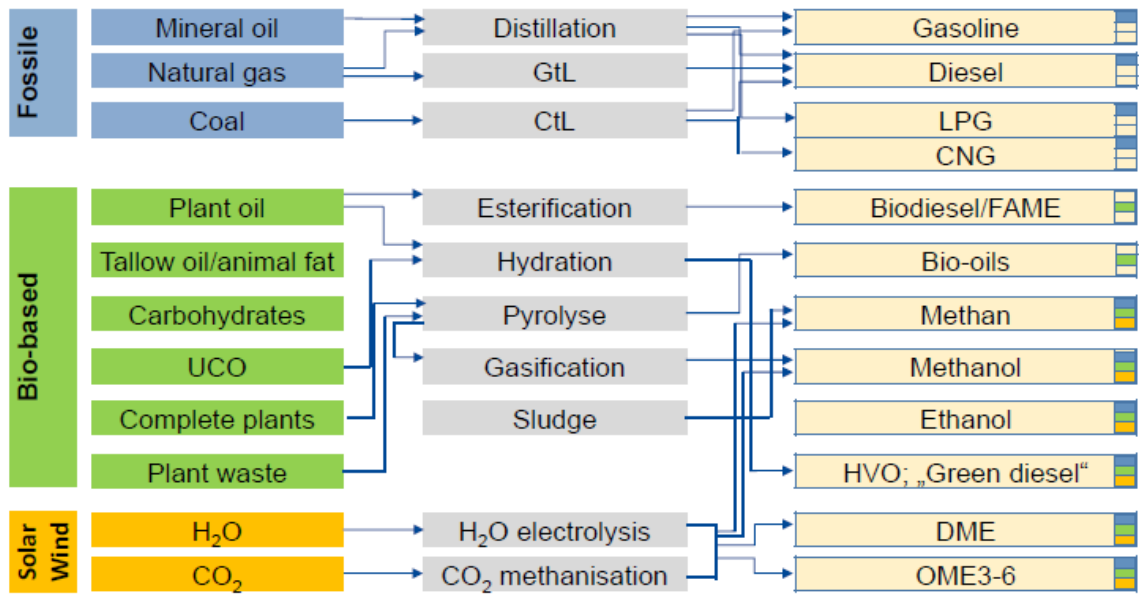 Fossile
Mineral oil
Distillation
Gasoline
Natural gas
GtL
Diesel
Coal
CtL
LPG
CNG
Bio-based
Plant oil
Esterification
Biodiesel/FAME
Tallow oil/animal fat
Hydration
Bio-oils
Carbohydrates
Pyrolyse
Methan
UCO
Gasification
Methanol
Complete plants
Sludge
Ethanol
Plant waste
HVO; „Green diesel“
Solar
Wind
H₂O
H₂O electrolysis
DME
CO₂
CO₂ methanisation
OME3-6